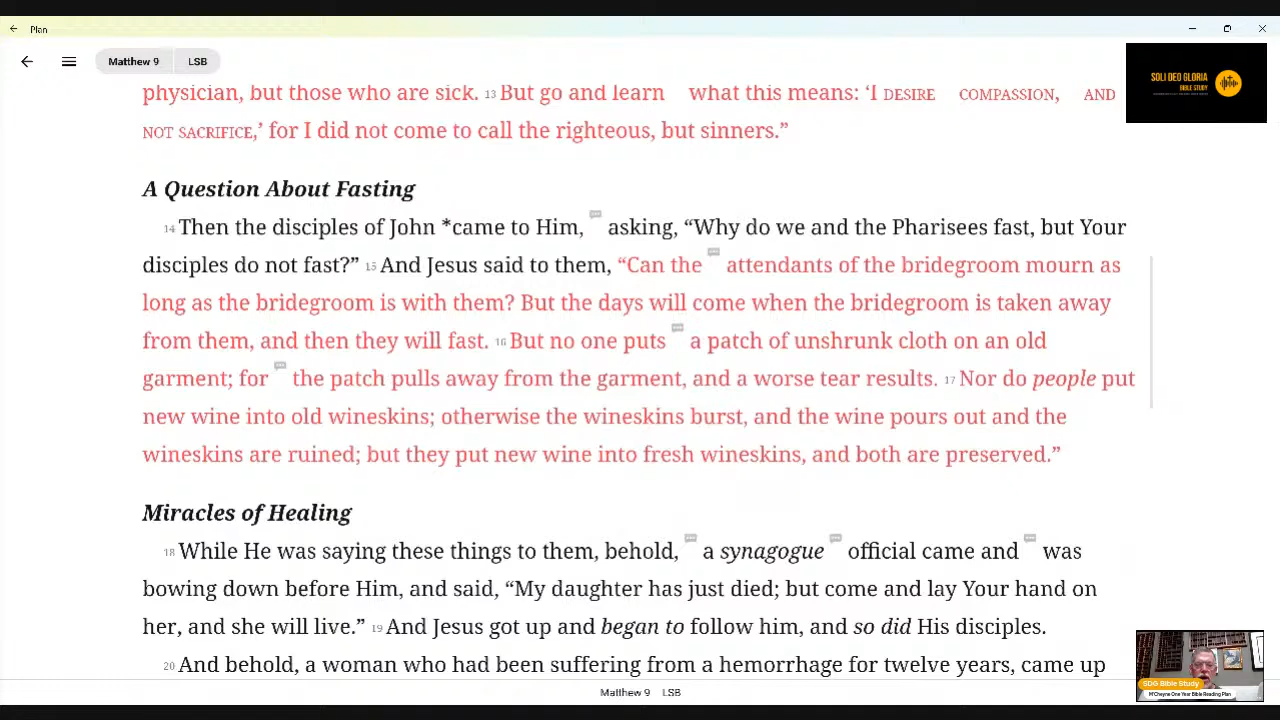 Plan
Matthew 9 LSB
SOLI DEO GLORIA
BIBLE STUDY
physician, but those who are sick. 13 But go and learn what this means: ‘I DESIRE COMPASSION, AND
NOT SACRIFICE,’ for I did not come to call the righteous, but sinners.”
A Question About Fasting
14 Then the disciples of John *came to Him, asking, “Why do we and the Pharisees fast, but Your
disciples do not fast?” 15 And Jesus said to them, “Can the attendants of the bridegroom mourn as
long as the bridegroom is with them? But the days will come when the bridegroom is taken away
from them, and then they will fast. 16 But no one puts a patch of unshrunk cloth on an old
garment; for the patch pulls away from the garment, and a worse tear results. 17 Nor do people put
new wine into old wineskins; otherwise the wineskins burst, and the wine pours out and the
wineskins are ruined; but they put new wine into fresh wineskins, and both are preserved.”
Miracles of Healing
18 While He was saying these things to them, behold, a synagogue official came and was
bowing down before Him, and said, “My daughter has just died; but come and lay Your hand on
her, and she will live.” 19 And Jesus got up and began to follow him, and so did His disciples.
20 And behold, a woman who had been suffering from a hemorrhage for twelve years, came up
SDG Bible Study
M'Cheyne One Year Bible Reading Plan
Matthew 9 LSB